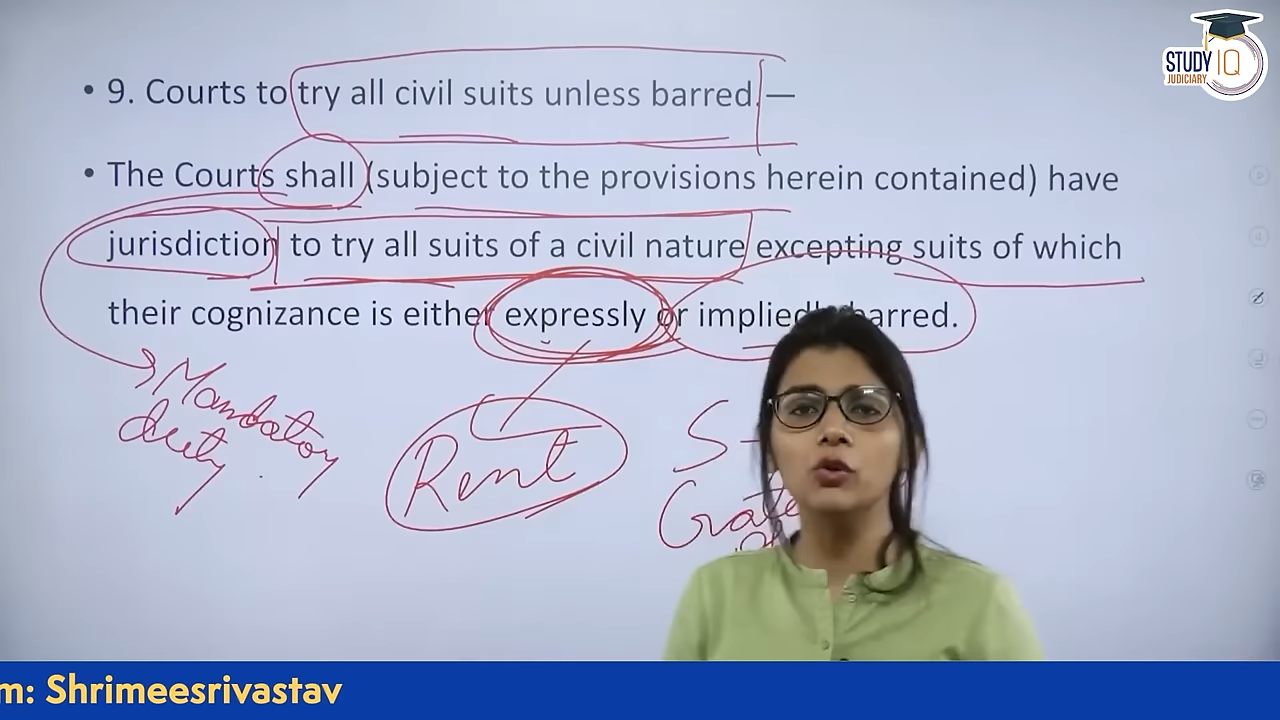 STUDY IQ
JUDICIARY
• 9. Courts to try all civil suits unless barred.—
• The Courts shall (subject to the provisions herein contained) have
jurisdiction to try all suits of a civil nature excepting suits of which
their cognizance is either expressly or impliedly barred.
Mandatory
duty
Rent
S-
m: Shrimeesrivastav